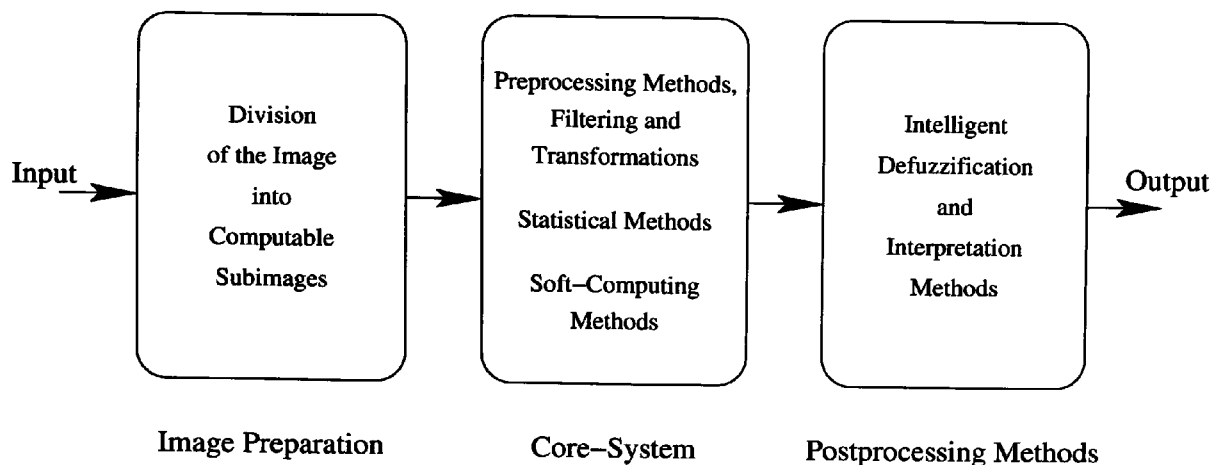 Input
Division
of the Image
into
Computable
Subimages
Preprocessing Methods,
Filtering and
Transformations
Statistical Methods
Soft–Computing
Methods
Intelligent
Defuzzification
and
Interpretation
Methods
Output
Image Preparation
Core–System
Postprocessing Methods